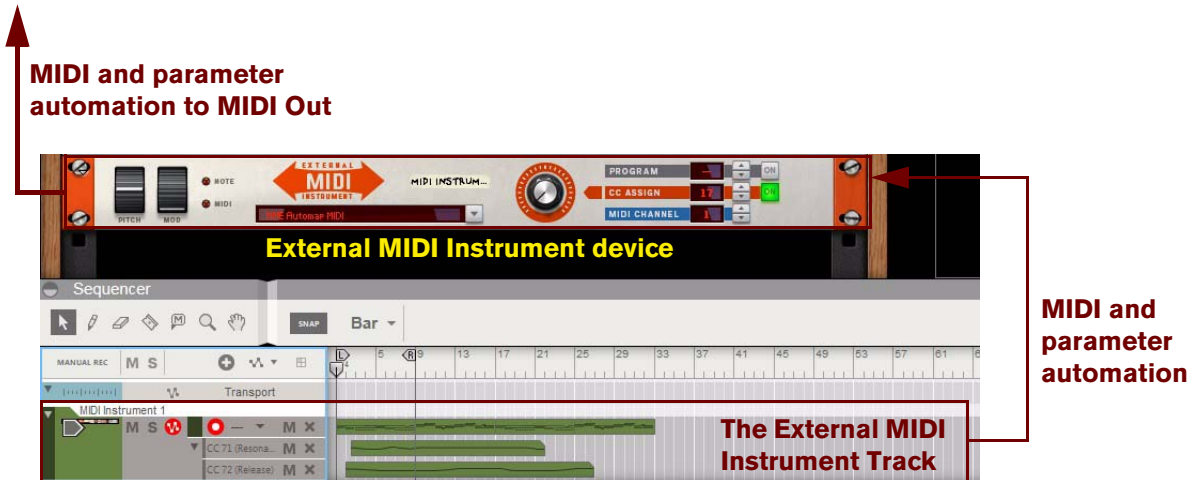 MIDI and parameter
automation to MIDI Out
NOTE
MIDI
PITCH
MOD
EXTERNAL
MIDI
INSTRUMENT
MIDI INSTRUM...
Automap MIDI
PROGRAM
--
ON
CC ASSIGN
17
ON
MIDI CHANNEL
1
External MIDI Instrument device
Sequencer
SNAP
Bar
MANUAL REC
M S
L
5
R
9 13 17 21 25 29 33 37 41 45 49 53 57 61
Transport
MIDI Instrument 1
M S
M
CC 71 (Resona...
M
CC 72 (Release)
M
The External MIDI
Instrument Track
MIDI and
parameter
automation